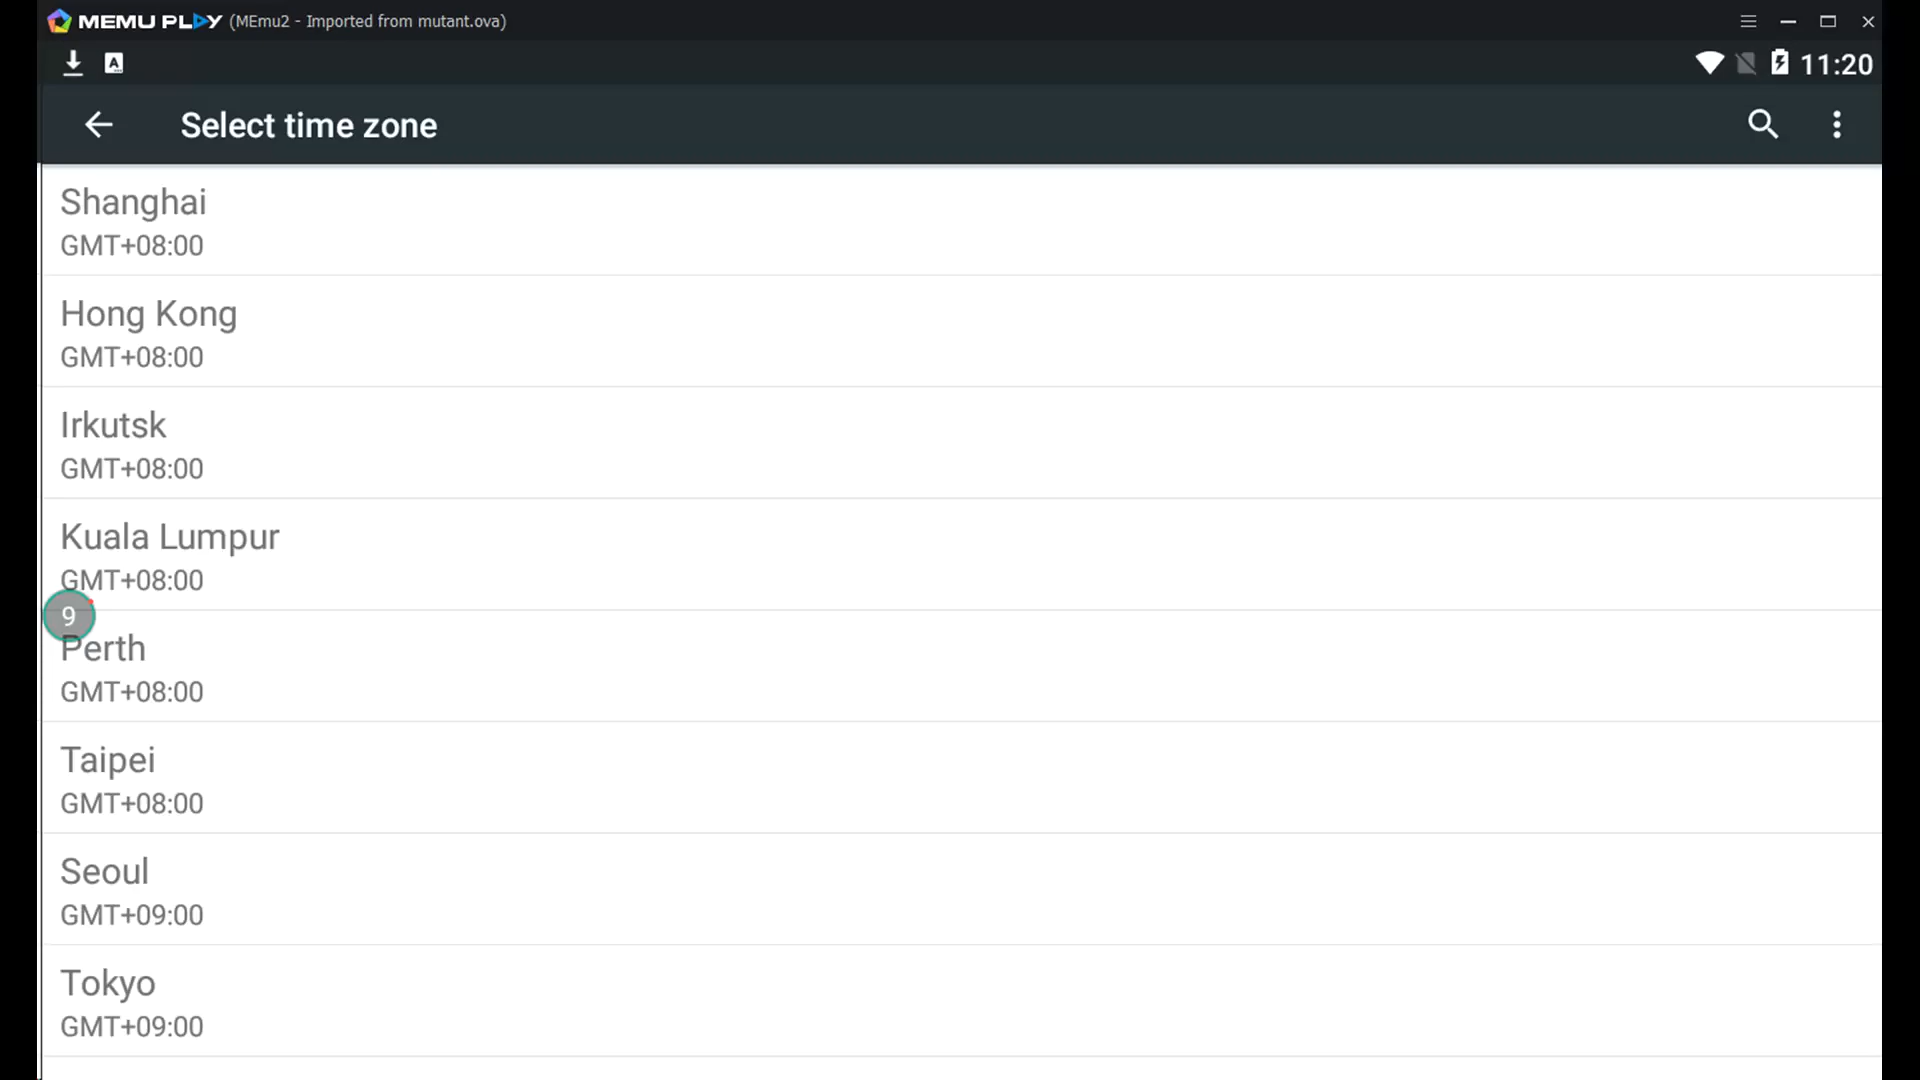 MEMU PLAY (MEmu2 - Imported from mutant.ova)
A
11:20
Select time zone
Shanghai
GMT+08:00
Hong Kong
GMT+08:00
Irkutsk
GMT+08:00
Kuala Lumpur
GMT+08:00
9
Perth
GMT+08:00
Taipei
GMT+08:00
Seoul
GMT+09:00
Tokyo
GMT+09:00